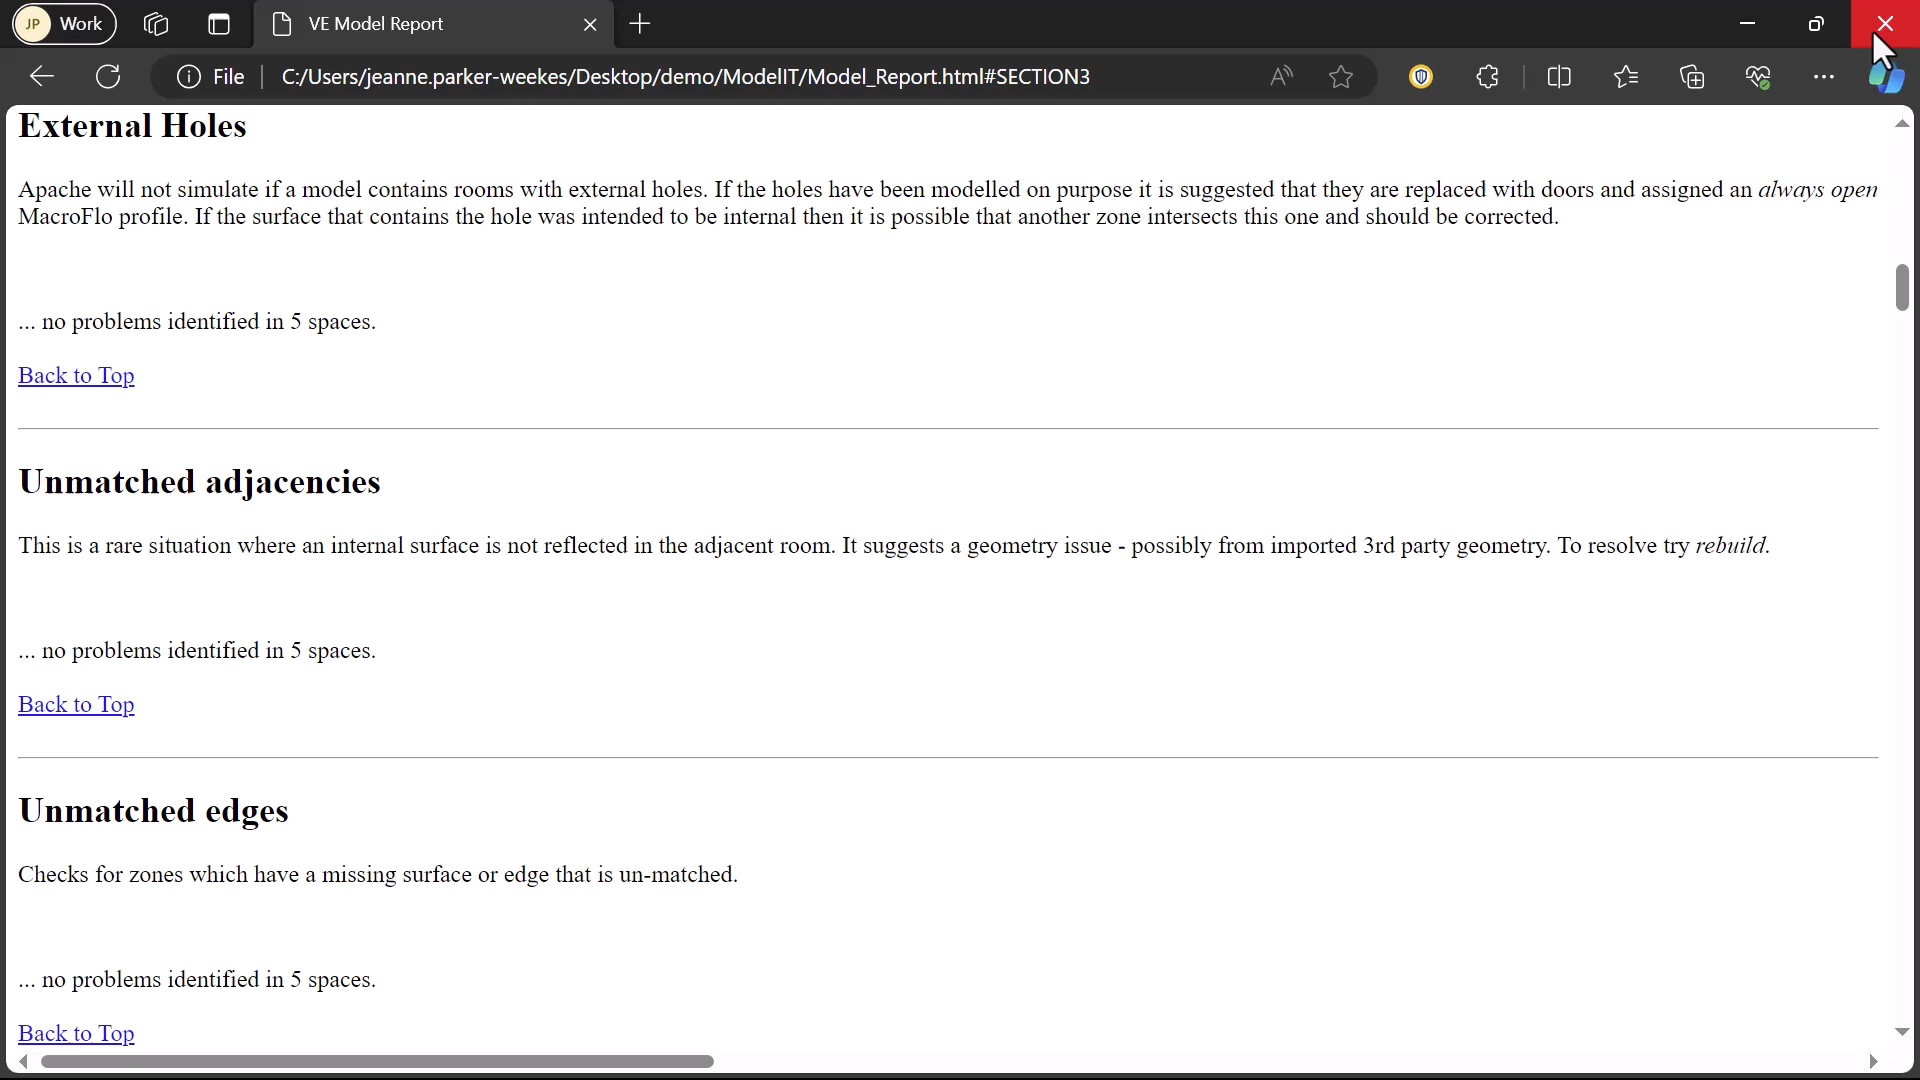 JP Work VE Model Report
File C:/Users/jeanne.parker-weekes/Desktop/demo/ModelIT/Model_Report.html#SECTION3
External Holes
Apache will not simulate if a model contains rooms with external holes. If the holes have been modelled on purpose it is suggested that they are replaced with doors and assigned an always open
MacroFlo profile. If the surface that contains the hole was intended to be internal then it is possible that another zone intersects this one and should be corrected.
... no problems identified in 5 spaces.
Back to Top
Unmatched adjacencies
This is a rare situation where an internal surface is not reflected in the adjacent room. It suggests a geometry issue - possibly from imported 3rd party geometry. To resolve try rebuild.
... no problems identified in 5 spaces.
Back to Top
Unmatched edges
Checks for zones which have a missing surface or edge that is un-matched.
... no problems identified in 5 spaces.
Back to Top